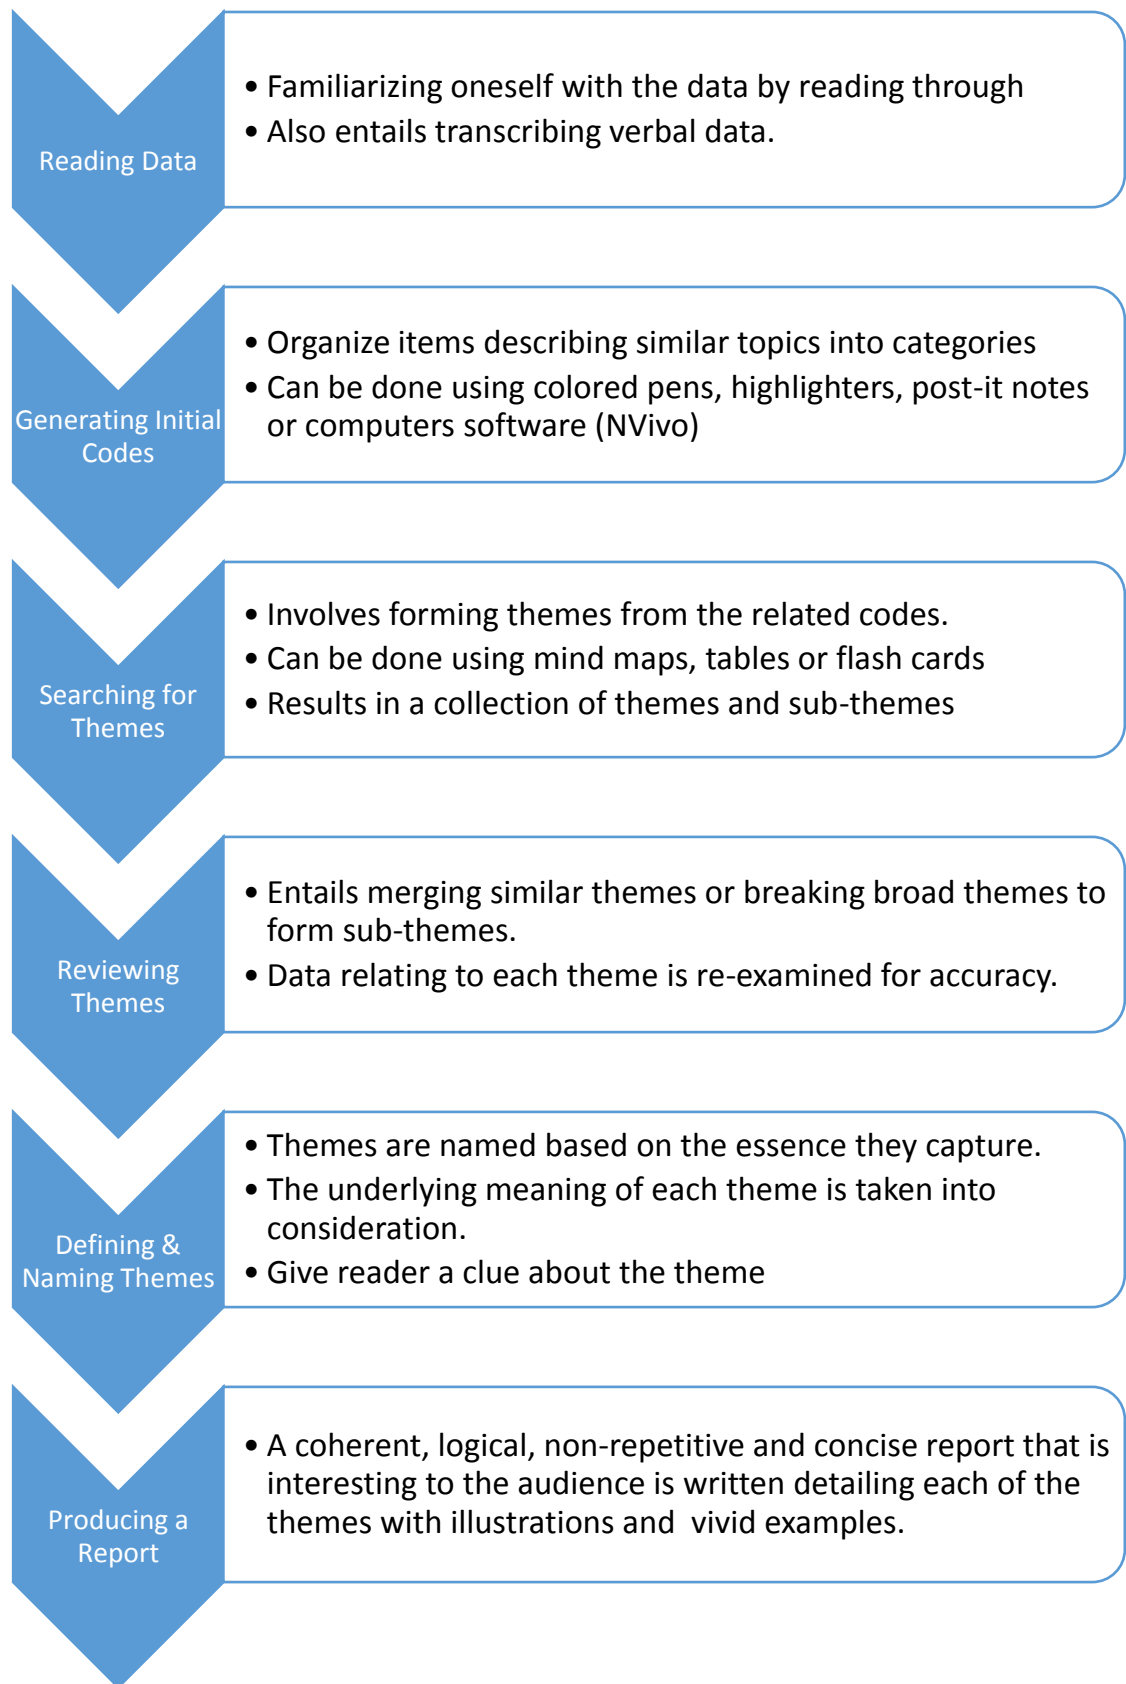 Reading Data
• Familiarizing oneself with the data by reading through
• Also entails transcribing verbal data.
Generating Initial
Codes
• Organize items describing similar topics into categories
• Can be done using colored pens, highlighters, post-it notes
or computers software (NVivo)
Searching for
Themes
• Involves forming themes from the related codes.
• Can be done using mind maps, tables or flash cards
• Results in a collection of themes and sub-themes
Reviewing
Themes
• Entails merging similar themes or breaking broad themes to
form sub-themes.
• Data relating to each theme is re-examined for accuracy.
Defining &
Naming Themes
• Themes are named based on the essence they capture.
• The underlying meaning of each theme is taken into
consideration.
• Give reader a clue about the theme
Producing a
Report
• A coherent, logical, non-repetitive and concise report that is
interesting to the audience is written detailing each of the
themes with illustrations and  vivid examples.